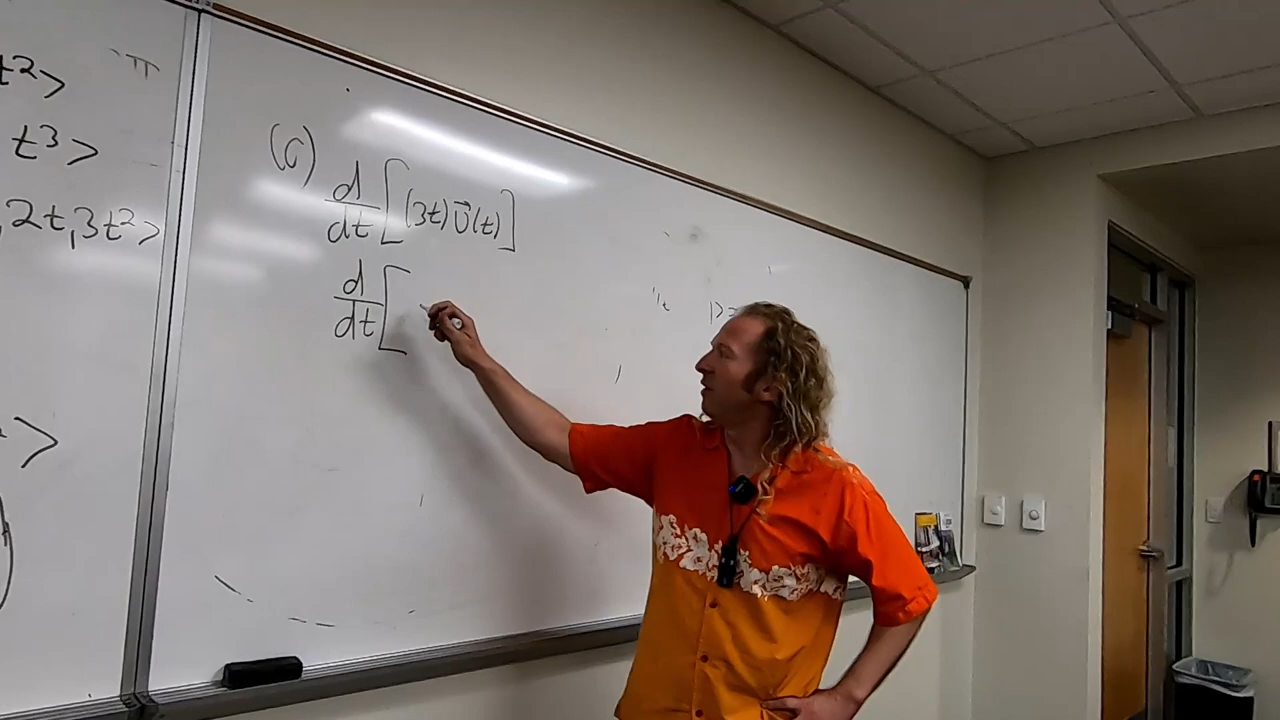 t²>
t³>
,2t,3t²>
>
(C)
d/dt [(3t) U⃗(t)]
d/dt [